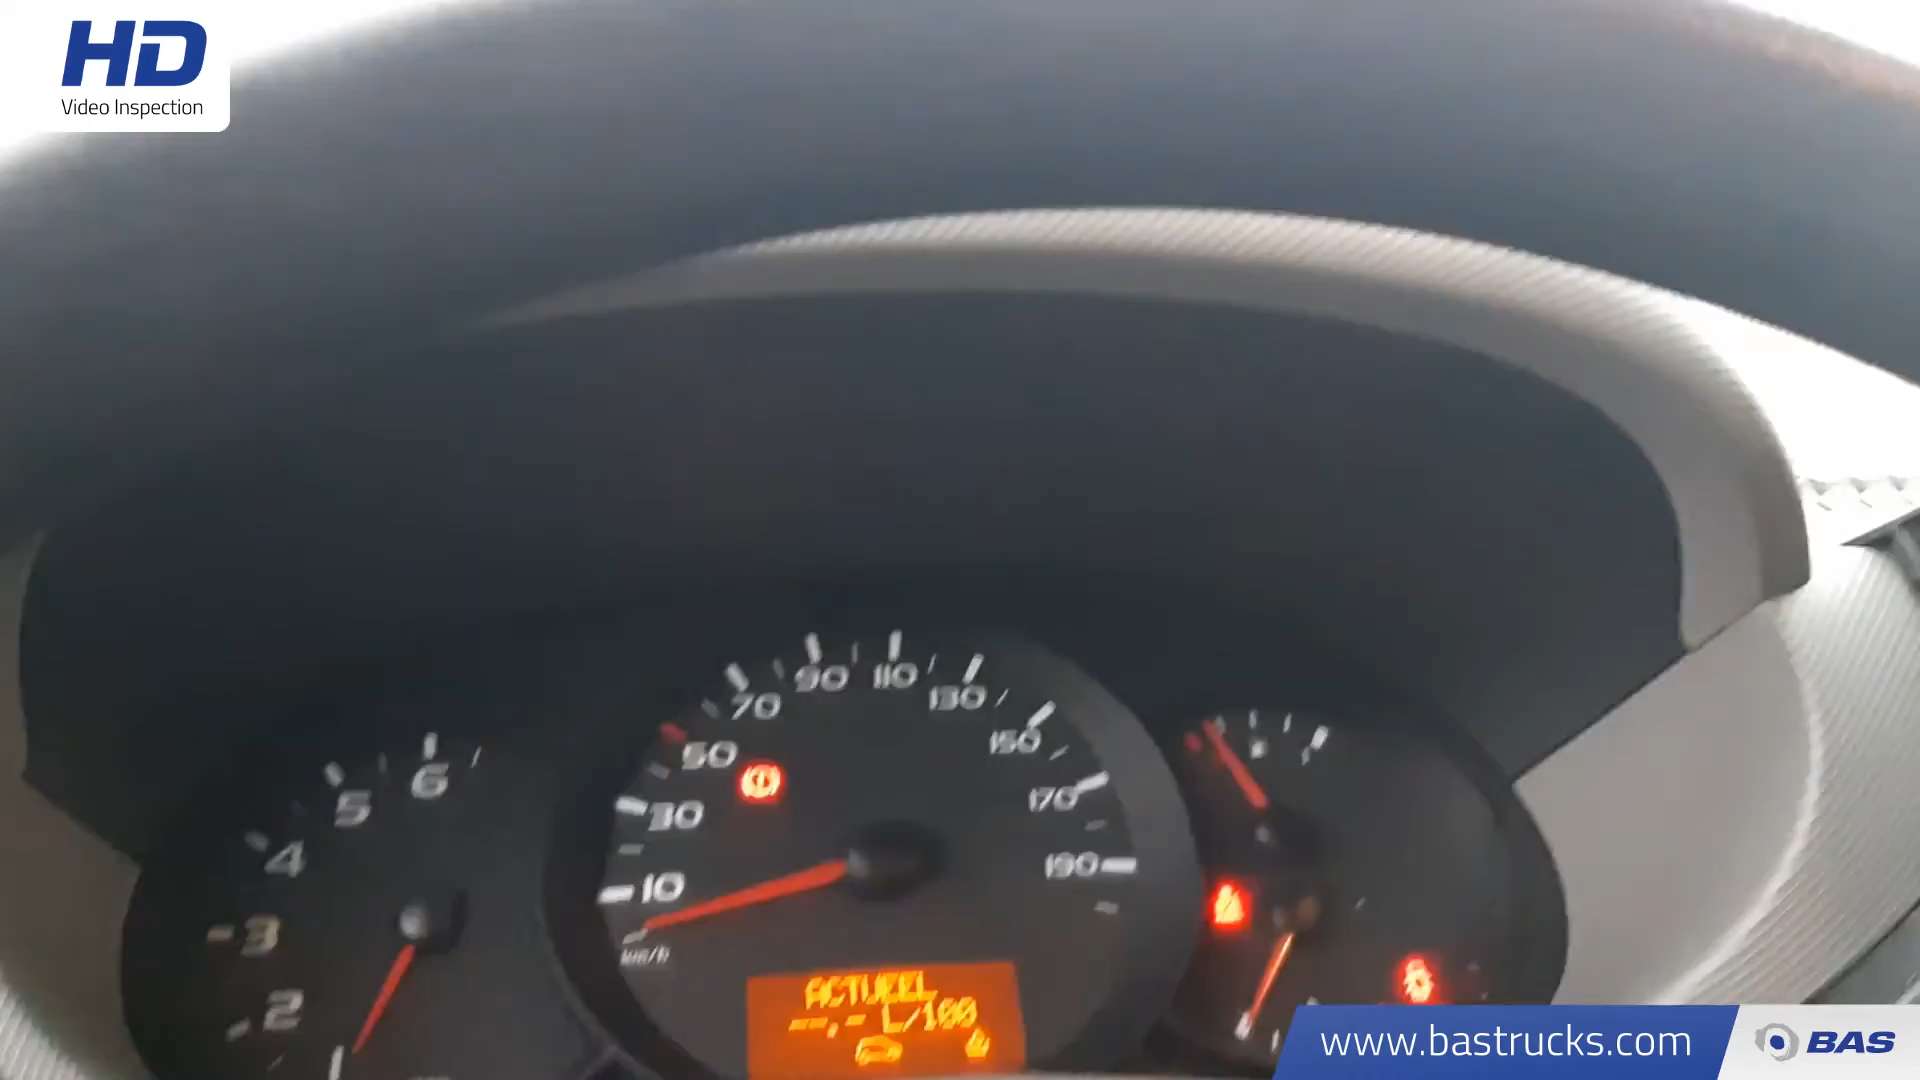 HD
Video Inspection
1 2 3 4 5 6
10 30 50 70 90 110 130 150 170 190
km/h
ACTUEEL
--.- L/100
www.bastrucks.com
BAS